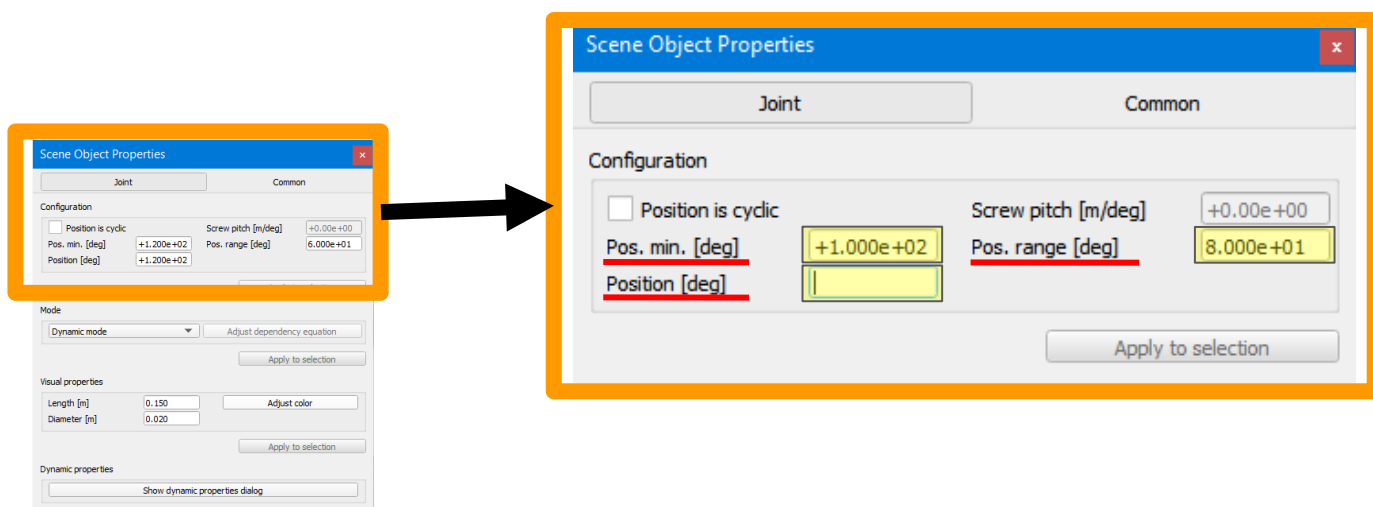 Scene Object Properties
x
Joint Common
Configuration
Position is cyclic Screw pitch [m/deg] +0.00e+00
Pos. min. [deg] +1.200e+02 Pos. range [deg] 6.000e+01
Position [deg] +1.200e+02
Mode
Dynamic mode Adjust dependency equation
Apply to selection
Visual properties
Length [m] 0.150 Adjust color
Diameter [m] 0.020
Apply to selection
Dynamic properties
Show dynamic properties dialog
Scene Object Properties
x
Joint Common
Configuration
Position is cyclic Screw pitch [m/deg] +0.00e+00
Pos. min. [deg] +1.000e+02 Pos. range [deg] 8.000e+01
Position [deg]
Apply to selection